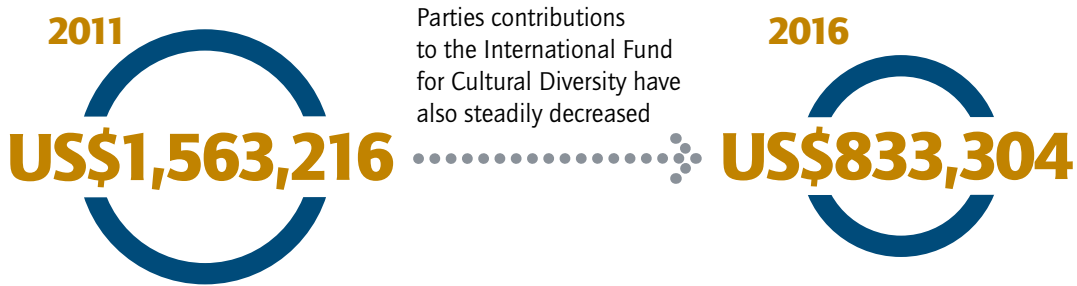 2011
US$1,563,216
Parties contributions
to the International Fund
for Cultural Diversity have
also steadily decreased
2016
US$833,304